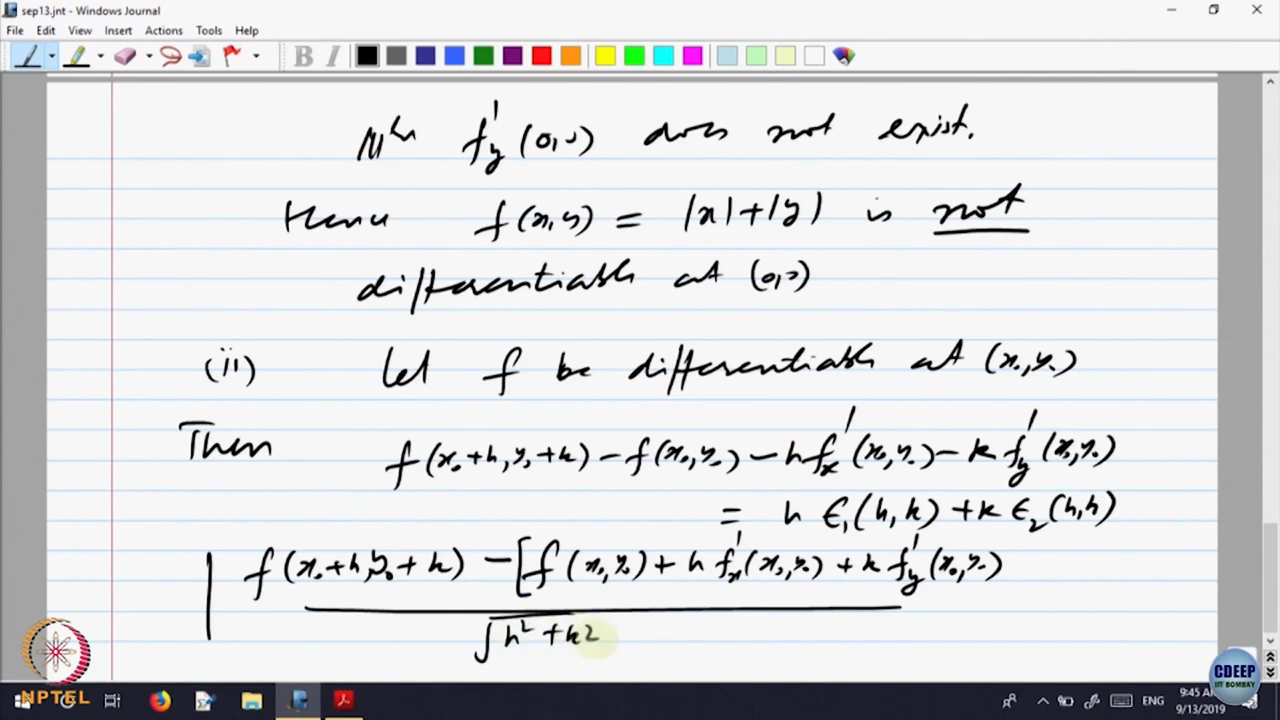 sep13.jnt - Windows Journal
File Edit View Insert Actions Tools Help
B I
f'y (0,0) does not exist.
Hence f(x,y) = |x|+|y| is not
differentiable at (0,0)
(ii) Let f be differentiable at (x₀,y₀)
Then f(x₀+h, y₀+k) - f(x₀,y₀) - h f'x (x₀,y₀) - k f'y (x₀,y₀)
= h ε₁(h,k) + k ε₂(h,h)
| f(x₀+h,y₀+k) - [f(x₀,y₀) + h f'x(x₀,y₀) + k f'y(x₀,y₀)
√h²+k²
NPTEL
CDEEP
IIT BOMBAY
ENG
9:45 A
9/13/2019